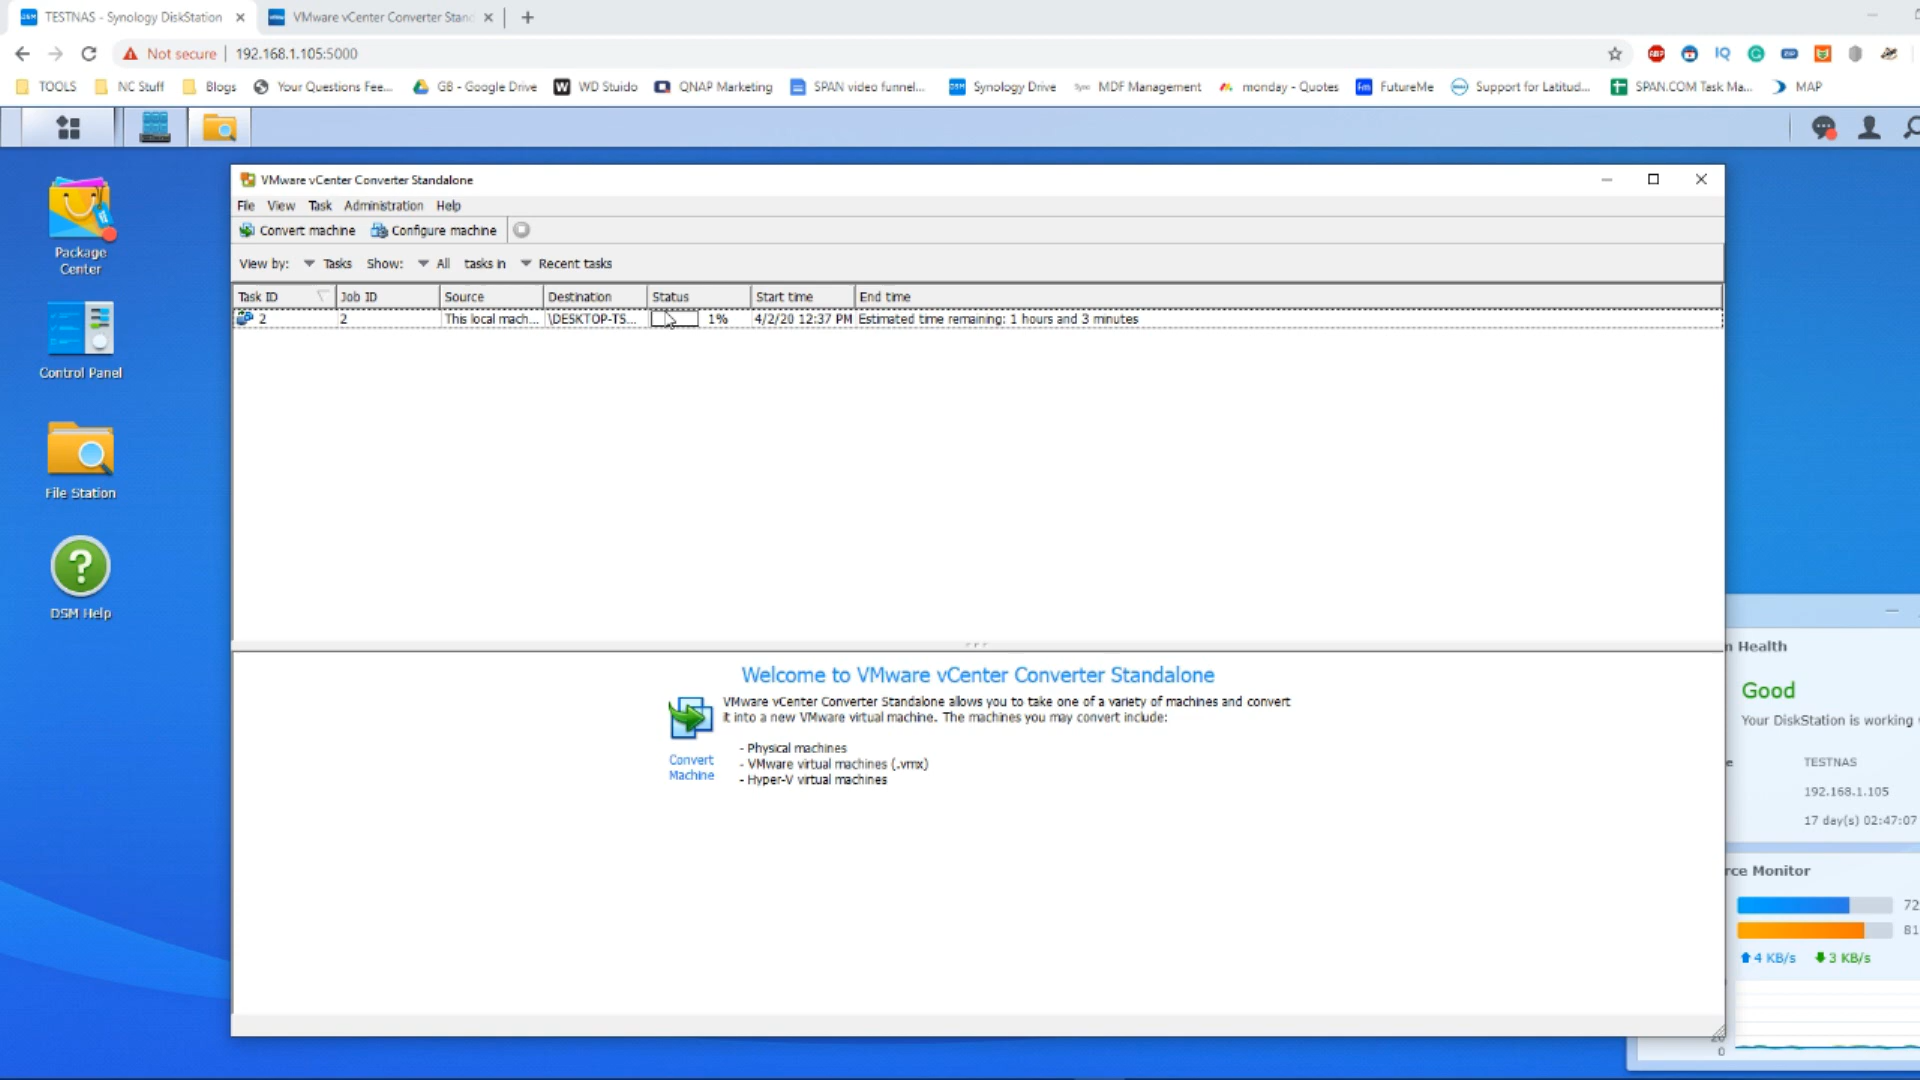 TESTNAS - Synology DiskStation
VMware vCenter Converter Stand
Not secure | 192.168.1.105:5000
TOOLS NC Stuff Blogs Your Questions Fee... GB - Google Drive WD Stuido QNAP Marketing SPAN video funnel... Synology Drive MDF Management monday - Quotes FutureMe Support for Latitud... SPAN.COM Task Ma... MAP
Package
Center
Control Panel
File Station
DSM Help
VMware vCenter Converter Standalone
File View Task Administration Help
Convert machine Configure machine
View by: Tasks Show: All tasks in Recent tasks
Task ID Job ID Source Destination Status Start time End time
2 2 This local mach... \DESKTOP-TS... 1% 4/2/20 12:37 PM Estimated time remaining: 1 hours and 3 minutes
Welcome to VMware vCenter Converter Standalone
VMware vCenter Converter Standalone allows you to take one of a variety of machines and convert
it into a new VMware virtual machine. The machines you may convert include:
Convert
Machine
- Physical machines
- VMware virtual machines (.vmx)
- Hyper-V virtual machines
n Health
Good
Your DiskStation is working
e TESTNAS
192.168.1.105
17 day(s) 02:47:07
rce Monitor
72
81
4 KB/s 3 KB/s
20
0